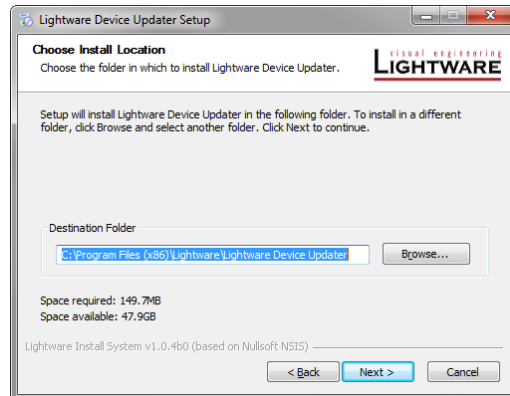 Lightware Device Updater Setup
Choose Install Location
Choose the folder in which to install Lightware Device Updater.
visual engineering
LIGHTWARE
Setup will install Lightware Device Updater in the following folder. To install in a different
folder, click Browse and select another folder. Click Next to continue.
Destination Folder
C:\Program Files (x86)\Lightware\Lightware Device Updater
Browse...
Space required: 149.7MB
Space available: 47.9GB
Lightware Install System v1.0.4b0 (based on Nullsoft NSIS)
< Back
Next >
Cancel